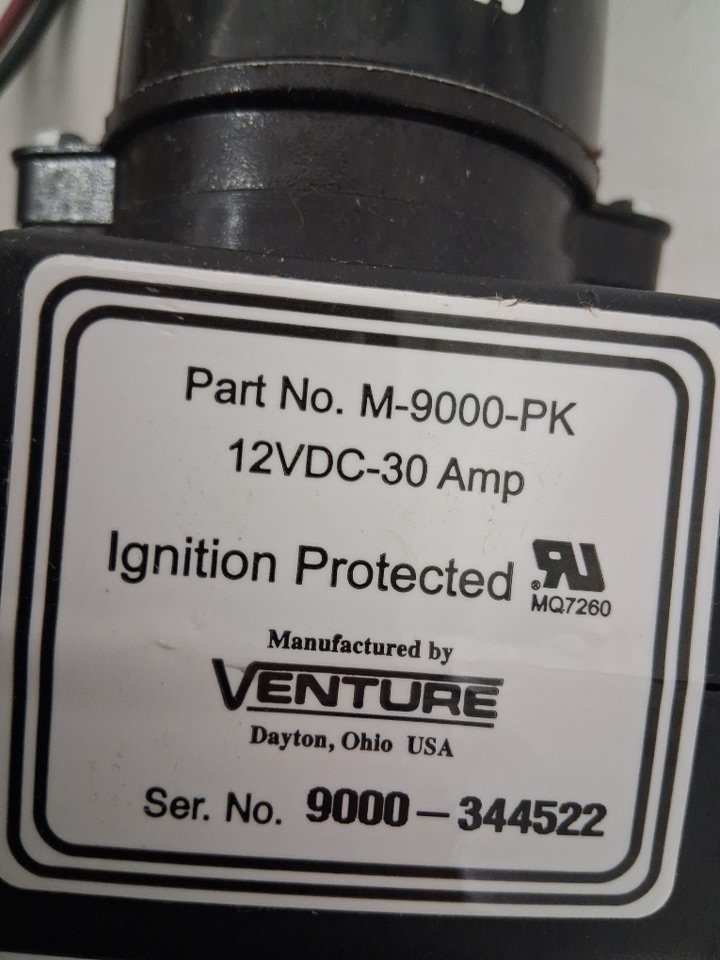 Part No. M-9000-PK
12VDC-30 Amp
Ignition Protected ®
MQ7260
Manufactured by
VENTURE
Dayton, Ohio USA
Ser. No. 9000-344522